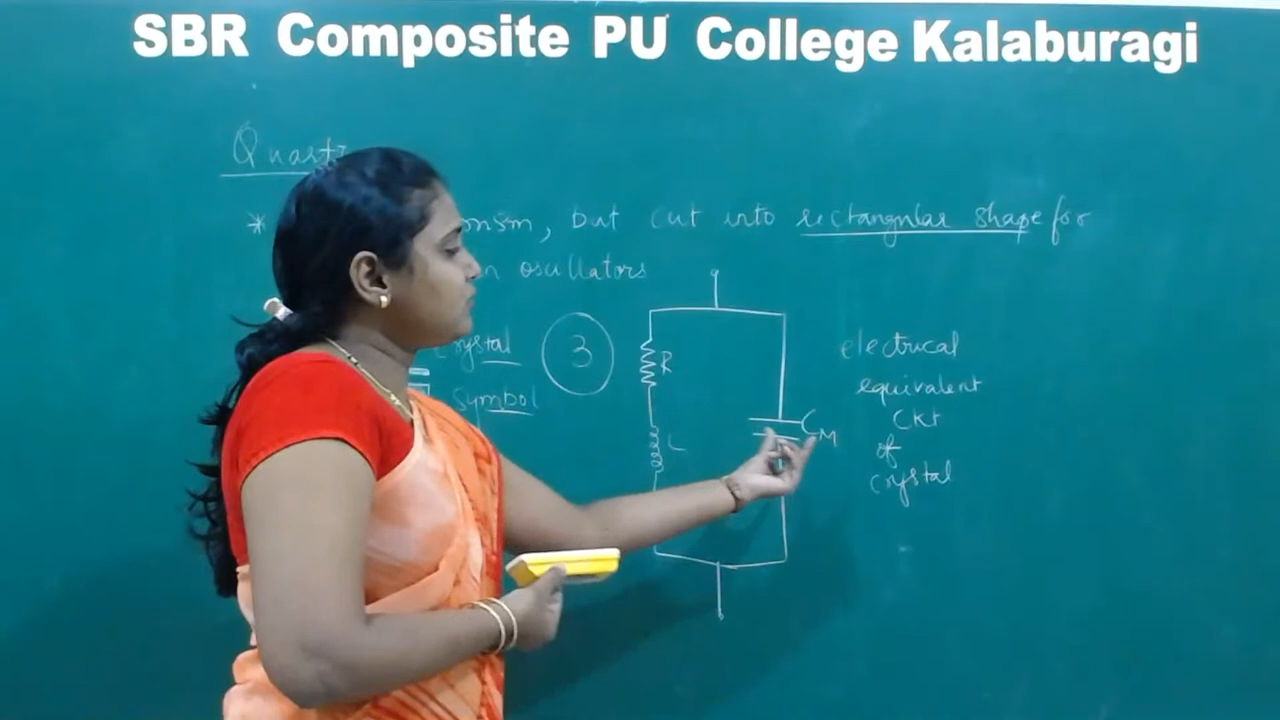 SBR Composite PU College Kalaburagi
Quartz
* but cut into rectangular shape for
oscillators
crystal
symbol
3
R
L
CM
electrical
equivalent
CKt
of
crystal